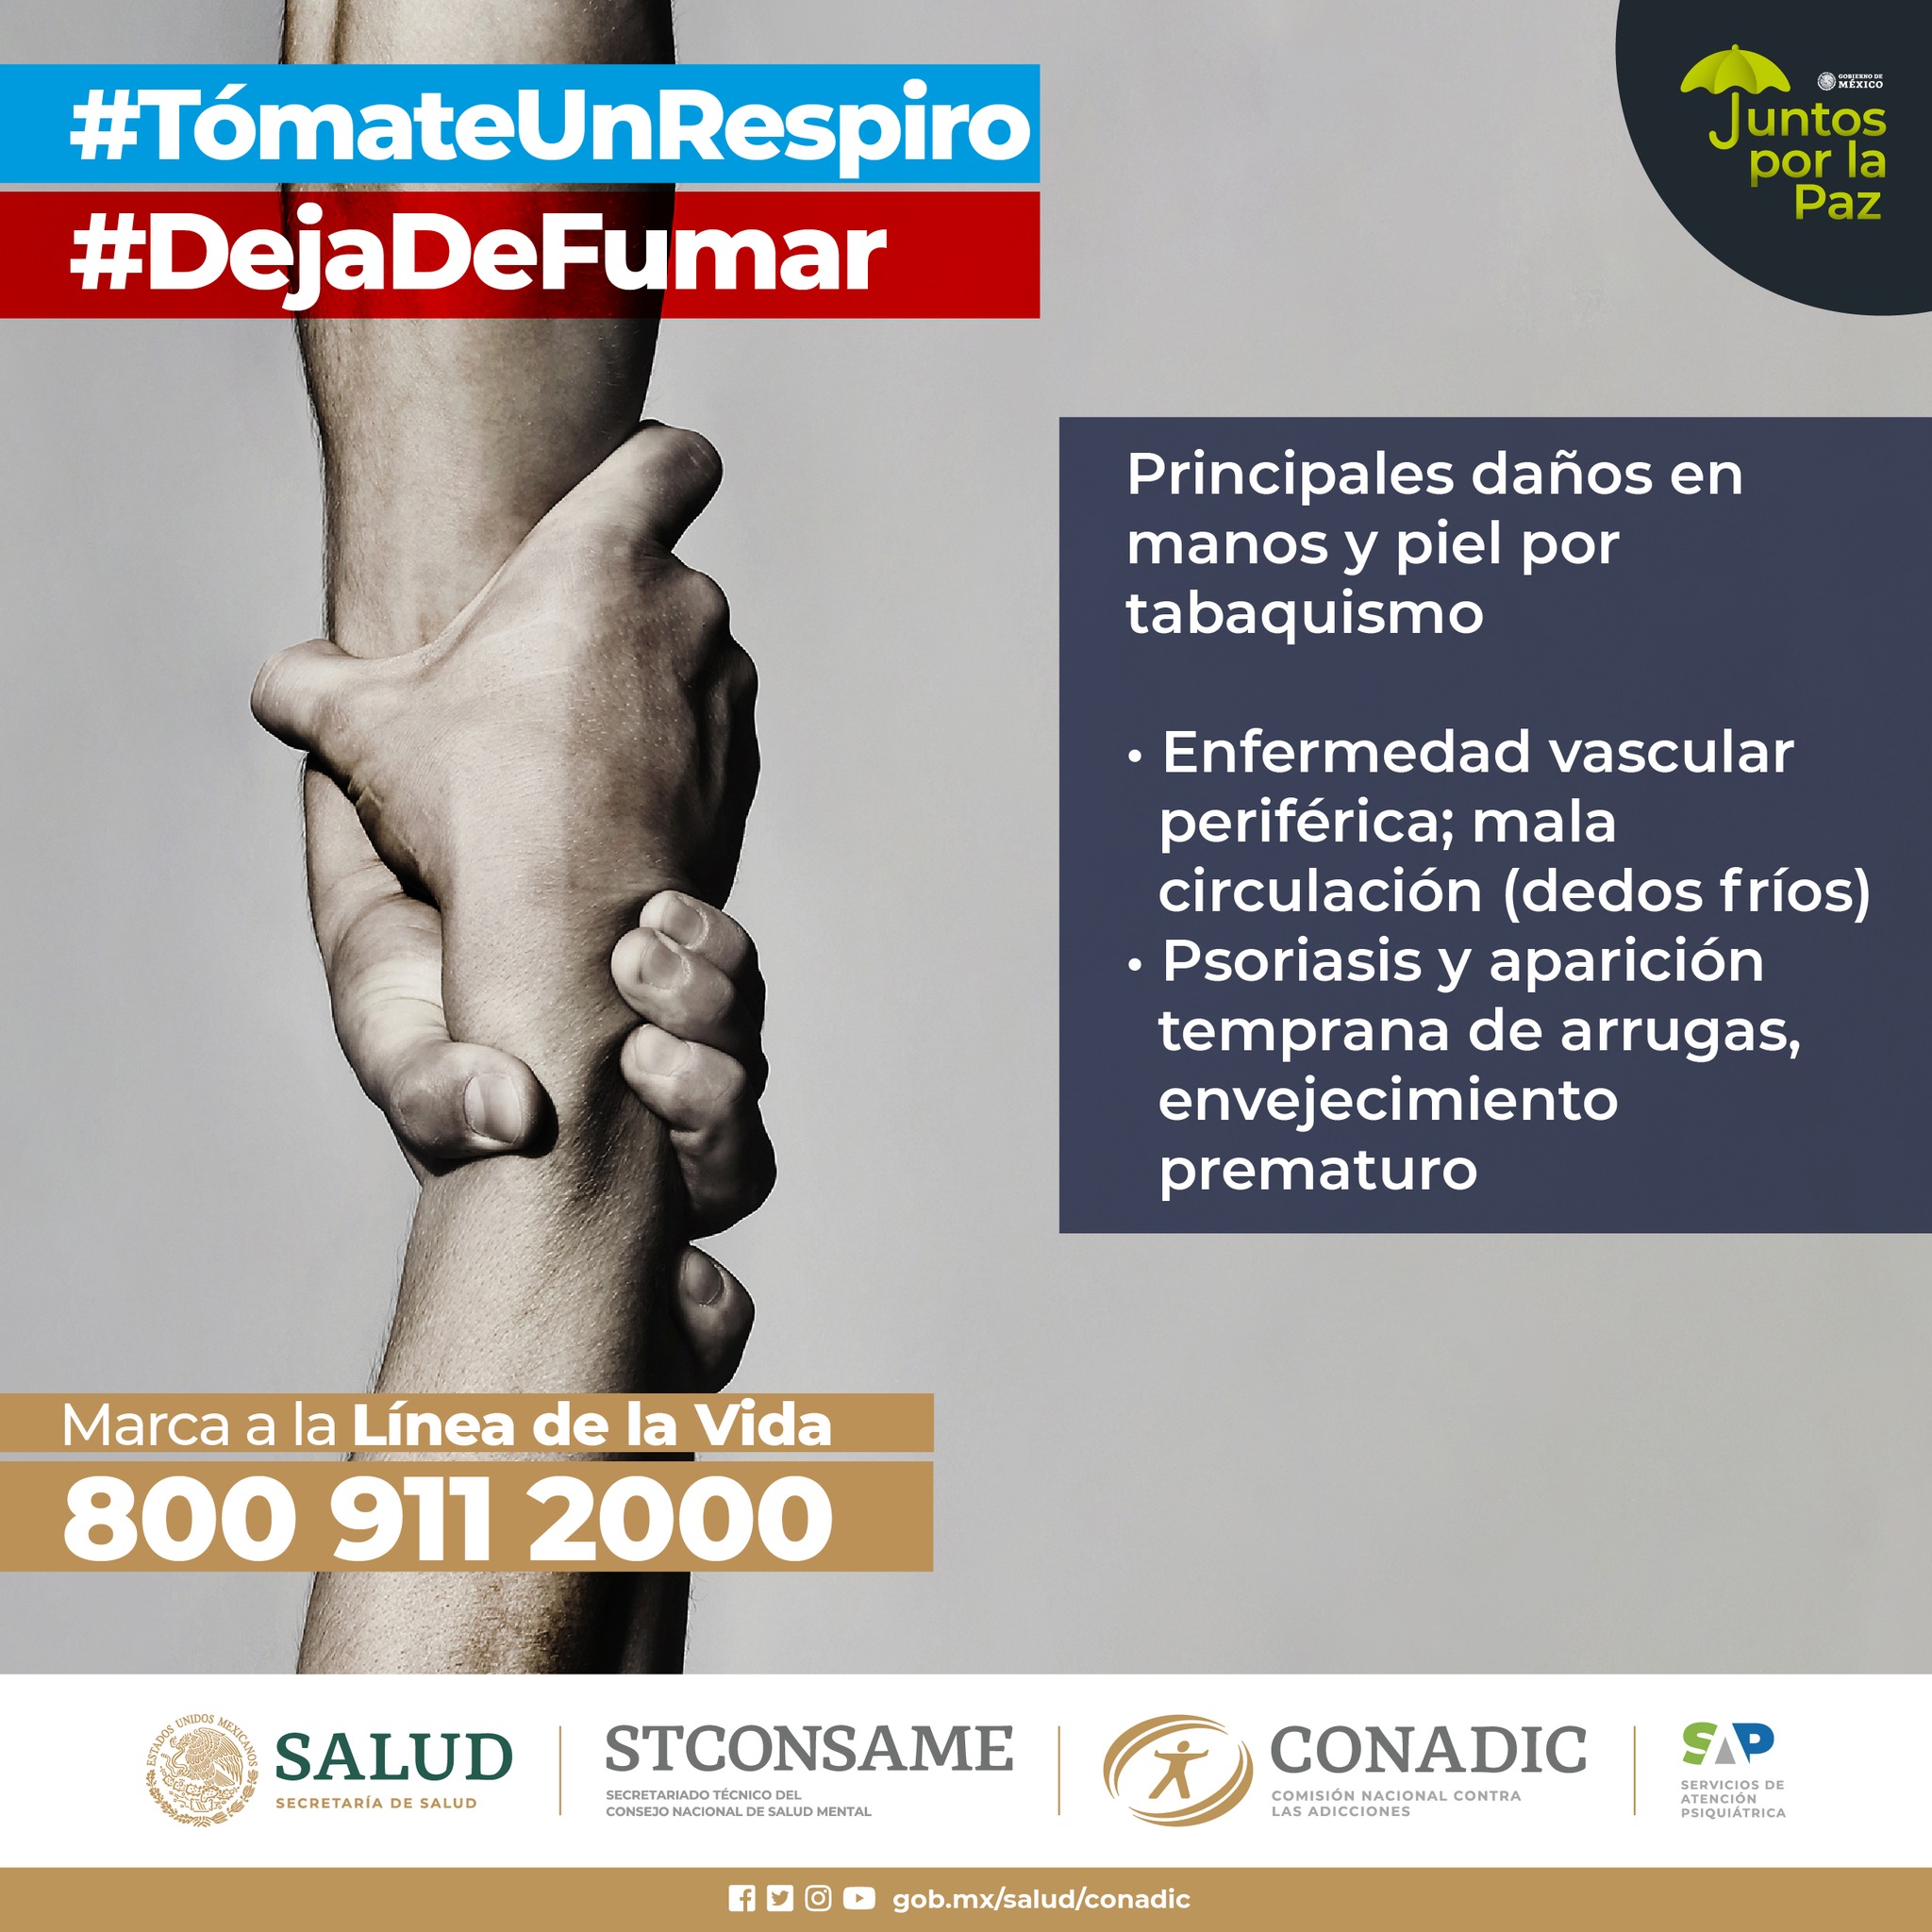 #TómateUnRespiro
#DejaDeFumar
GOBIERNO DE
MÉXICO
Juntos
por la
Paz
Principales daños en
manos y piel por
tabaquismo
• Enfermedad vascular
periférica; mala
circulación (dedos fríos)
• Psoriasis y aparición
temprana de arrugas,
envejecimiento
prematuro
Marca a la Línea de la Vida
800 911 2000
ESTADOS UNIDOS MEXICANOS
SALUD
SECRETARÍA DE SALUD
STCONSAME
SECRETARIADO TÉCNICO DEL
CONSEJO NACIONAL DE SALUD MENTAL
CONADIC
COMISIÓN NACIONAL CONTRA
LAS ADICCIONES
SAP
SERVICIOS DE
ATENCIÓN
PSIQUIÁTRICA
gob.mx/salud/conadic